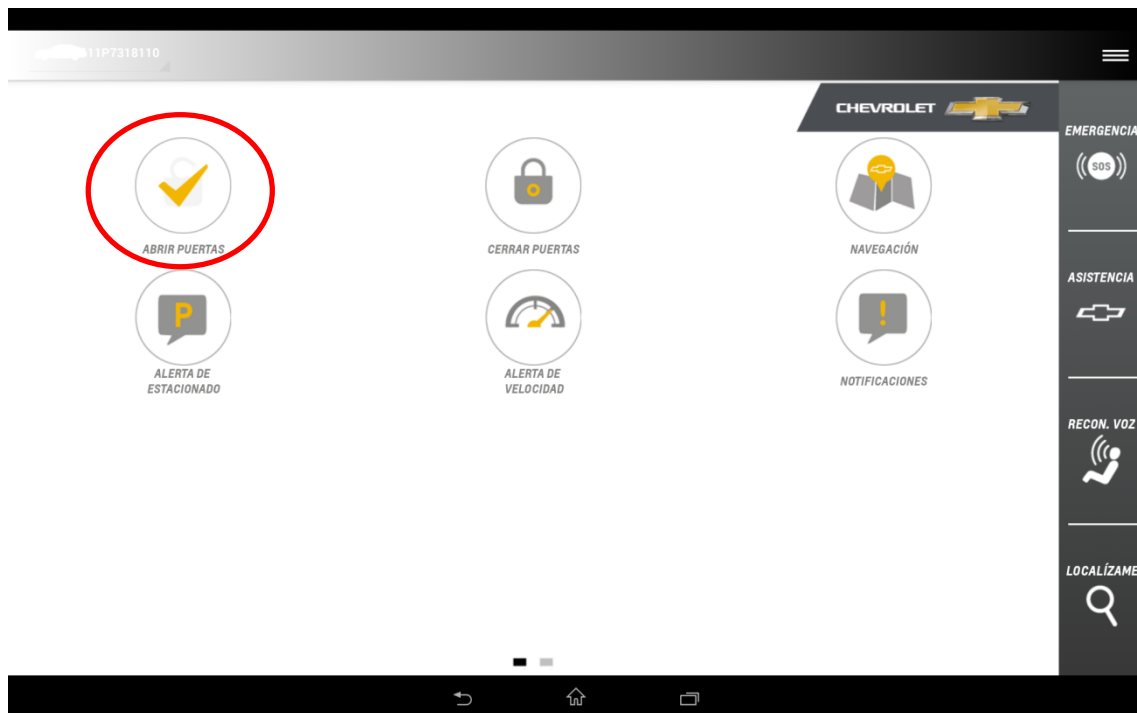 11P7318110
CHEVROLET
EMERGENCIA
SOS
ABRIR PUERTAS
CERRAR PUERTAS
NAVEGACIÓN
ASISTENCIA
P
!
ALERTA DE
ESTACIONADO
ALERTA DE
VELOCIDAD
NOTIFICACIONES
RECON. VOZ
LOCALÍZAME